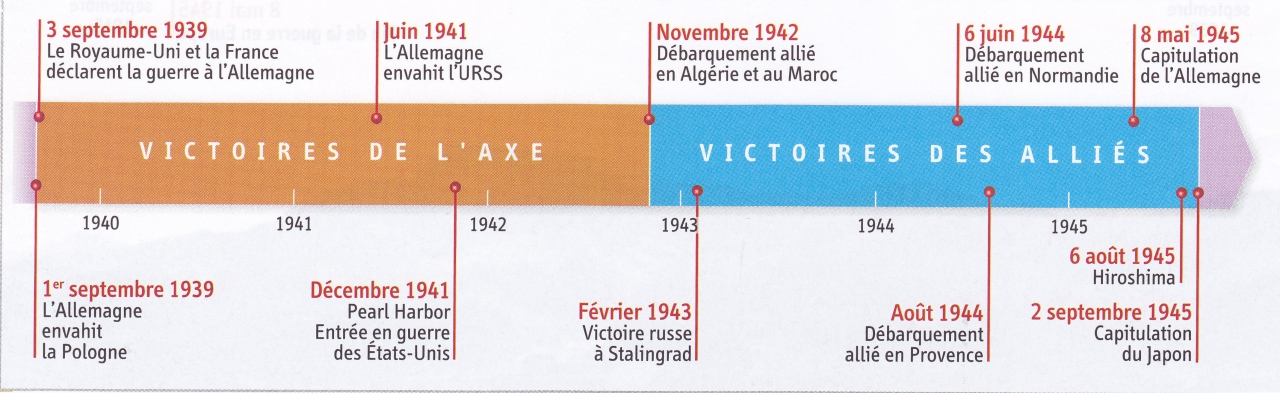 3 septembre 1939
Le Royaume-Uni et la France
déclarent la guerre à l'Allemagne
Juin 1941
L'Allemagne
envahit l'URSS
Novembre 1942
Débarquement allié
en Algérie et au Maroc
6 juin 1944
Débarquement
allié en Normandie
8 mai 1945
Capitulation
de l'Allemagne
VICTOIRES DE L'AXE
VICTOIRES DES ALLIÉS
1940
1941
1942
1943
1944
1945
1er septembre 1939
L'Allemagne
envahit
la Pologne
Décembre 1941
Pearl Harbor
Entrée en guerre
des États-Unis
Février 1943
Victoire russe
à Stalingrad
Août 1944
Débarquement
allié en Provence
6 août 1945
Hiroshima
2 septembre 1945
Capitulation
du Japon